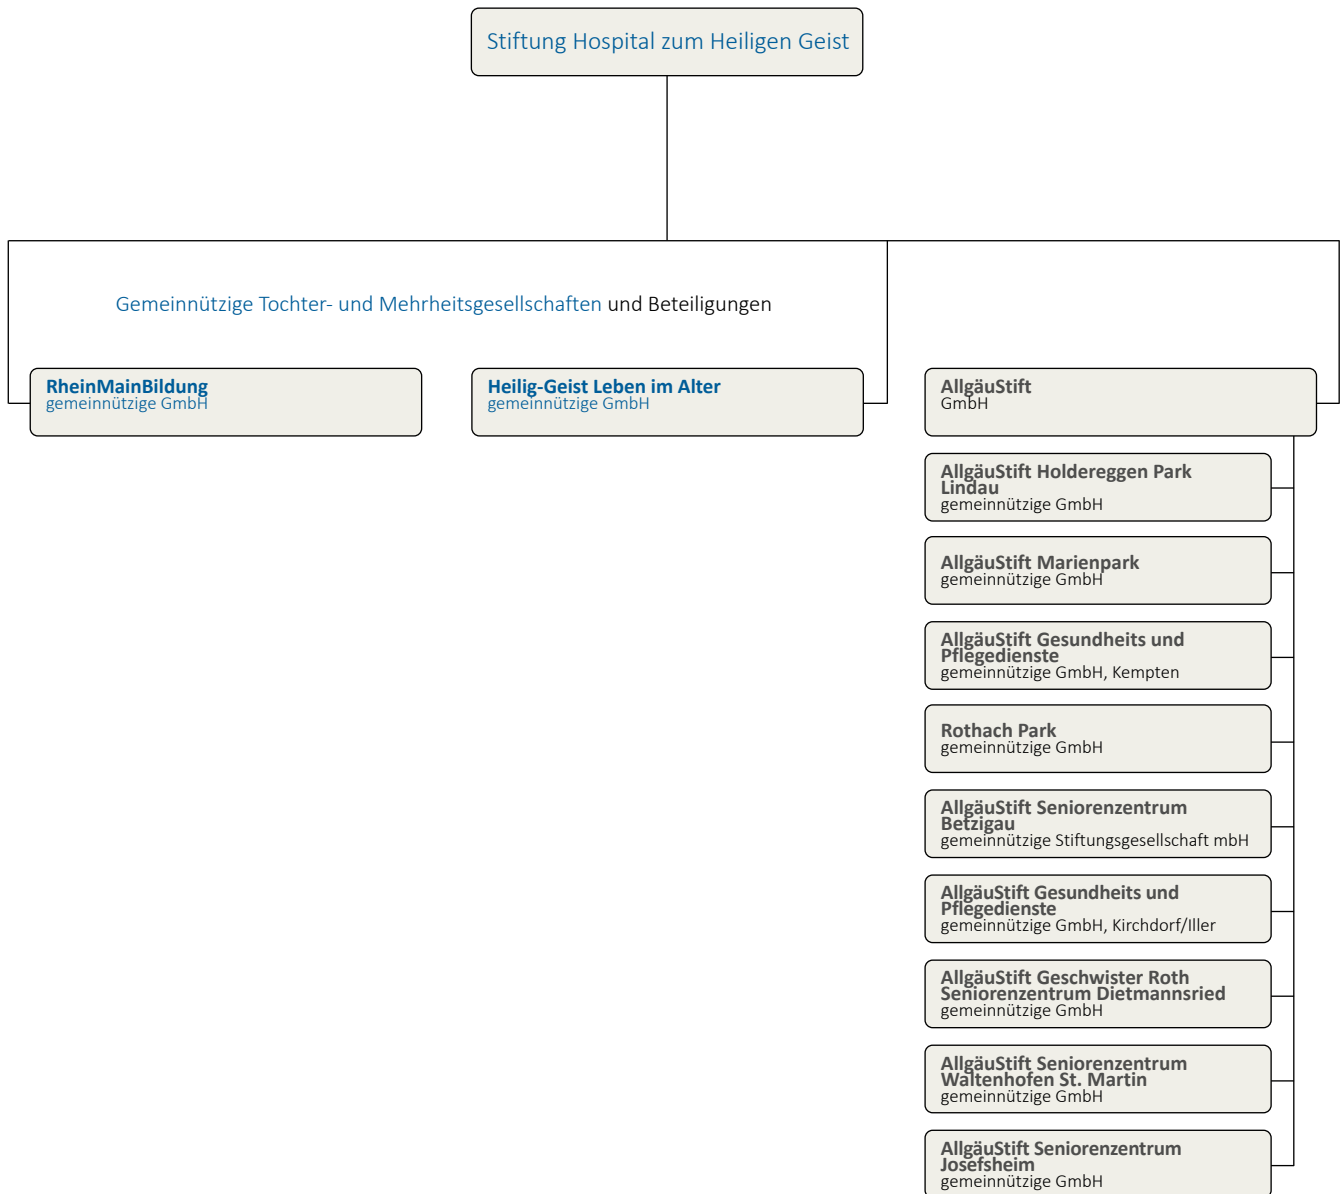 Stiftung Hospital zum Heiligen Geist
Gemeinnützige Tochter- und Mehrheitsgesellschaften und Beteiligungen
RheinMainBildung
gemeinnützige GmbH
Heilig-Geist Leben im Alter
gemeinnützige GmbH
AllgäuStift
GmbH
AllgäuStift Holdereggen Park
Lindau
gemeinnützige GmbH
AllgäuStift Marienpark
gemeinnützige GmbH
AllgäuStift Gesundheits und
Pflegedienste
gemeinnützige GmbH, Kempten
Rothach Park
gemeinnützige GmbH
AllgäuStift Seniorenzentrum
Betzigau
gemeinnützige Stiftungsgesellschaft mbH
AllgäuStift Gesundheits und
Pflegedienste
gemeinnützige GmbH, Kirchdorf/Iller
AllgäuStift Geschwister Roth
Seniorenzentrum Dietmannsried
gemeinnützige GmbH
AllgäuStift Seniorenzentrum
Waltenhofen St. Martin
gemeinnützige GmbH
AllgäuStift Seniorenzentrum
Josefsheim
gemeinnützige GmbH